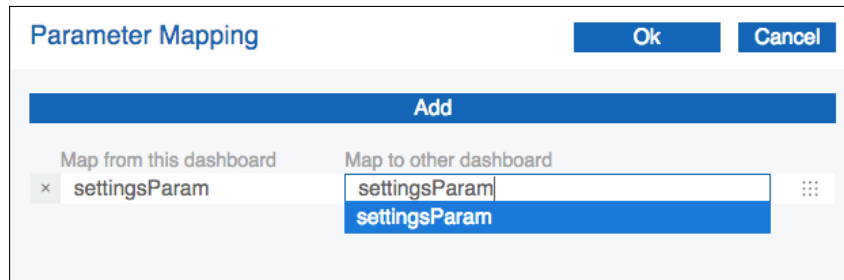 Parameter Mapping Ok Cancel
Add
Map from this dashboard Map to other dashboard
× settingsParam settingsParam
settingsParam